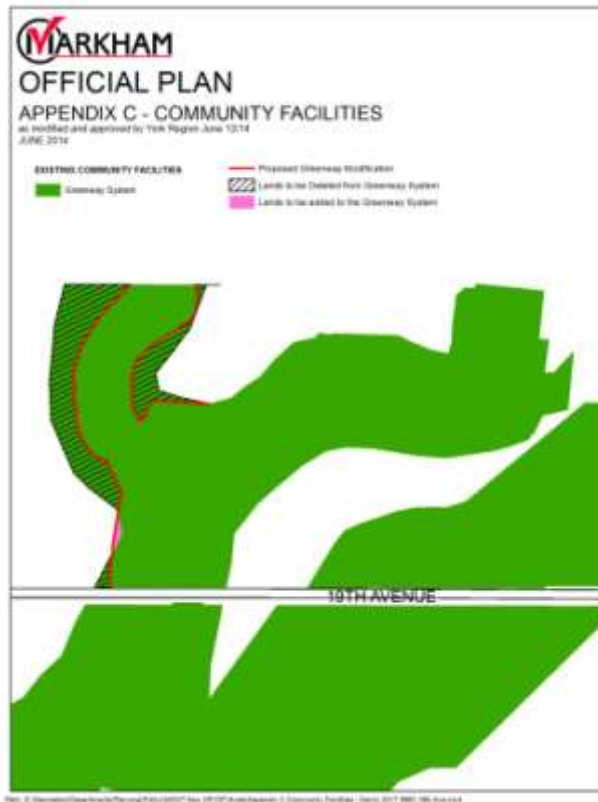 MARKHAM
OFFICIAL PLAN
APPENDIX C - COMMUNITY FACILITIES
as modified and approved by York Region June 12/14
JUNE 2014
EXISTING COMMUNITY FACILITIES
Greenway System
Proposed Greenway Modification
Lands to be Deleted from Greenway System
Lands to be added to the Greenway System
19TH AVENUE